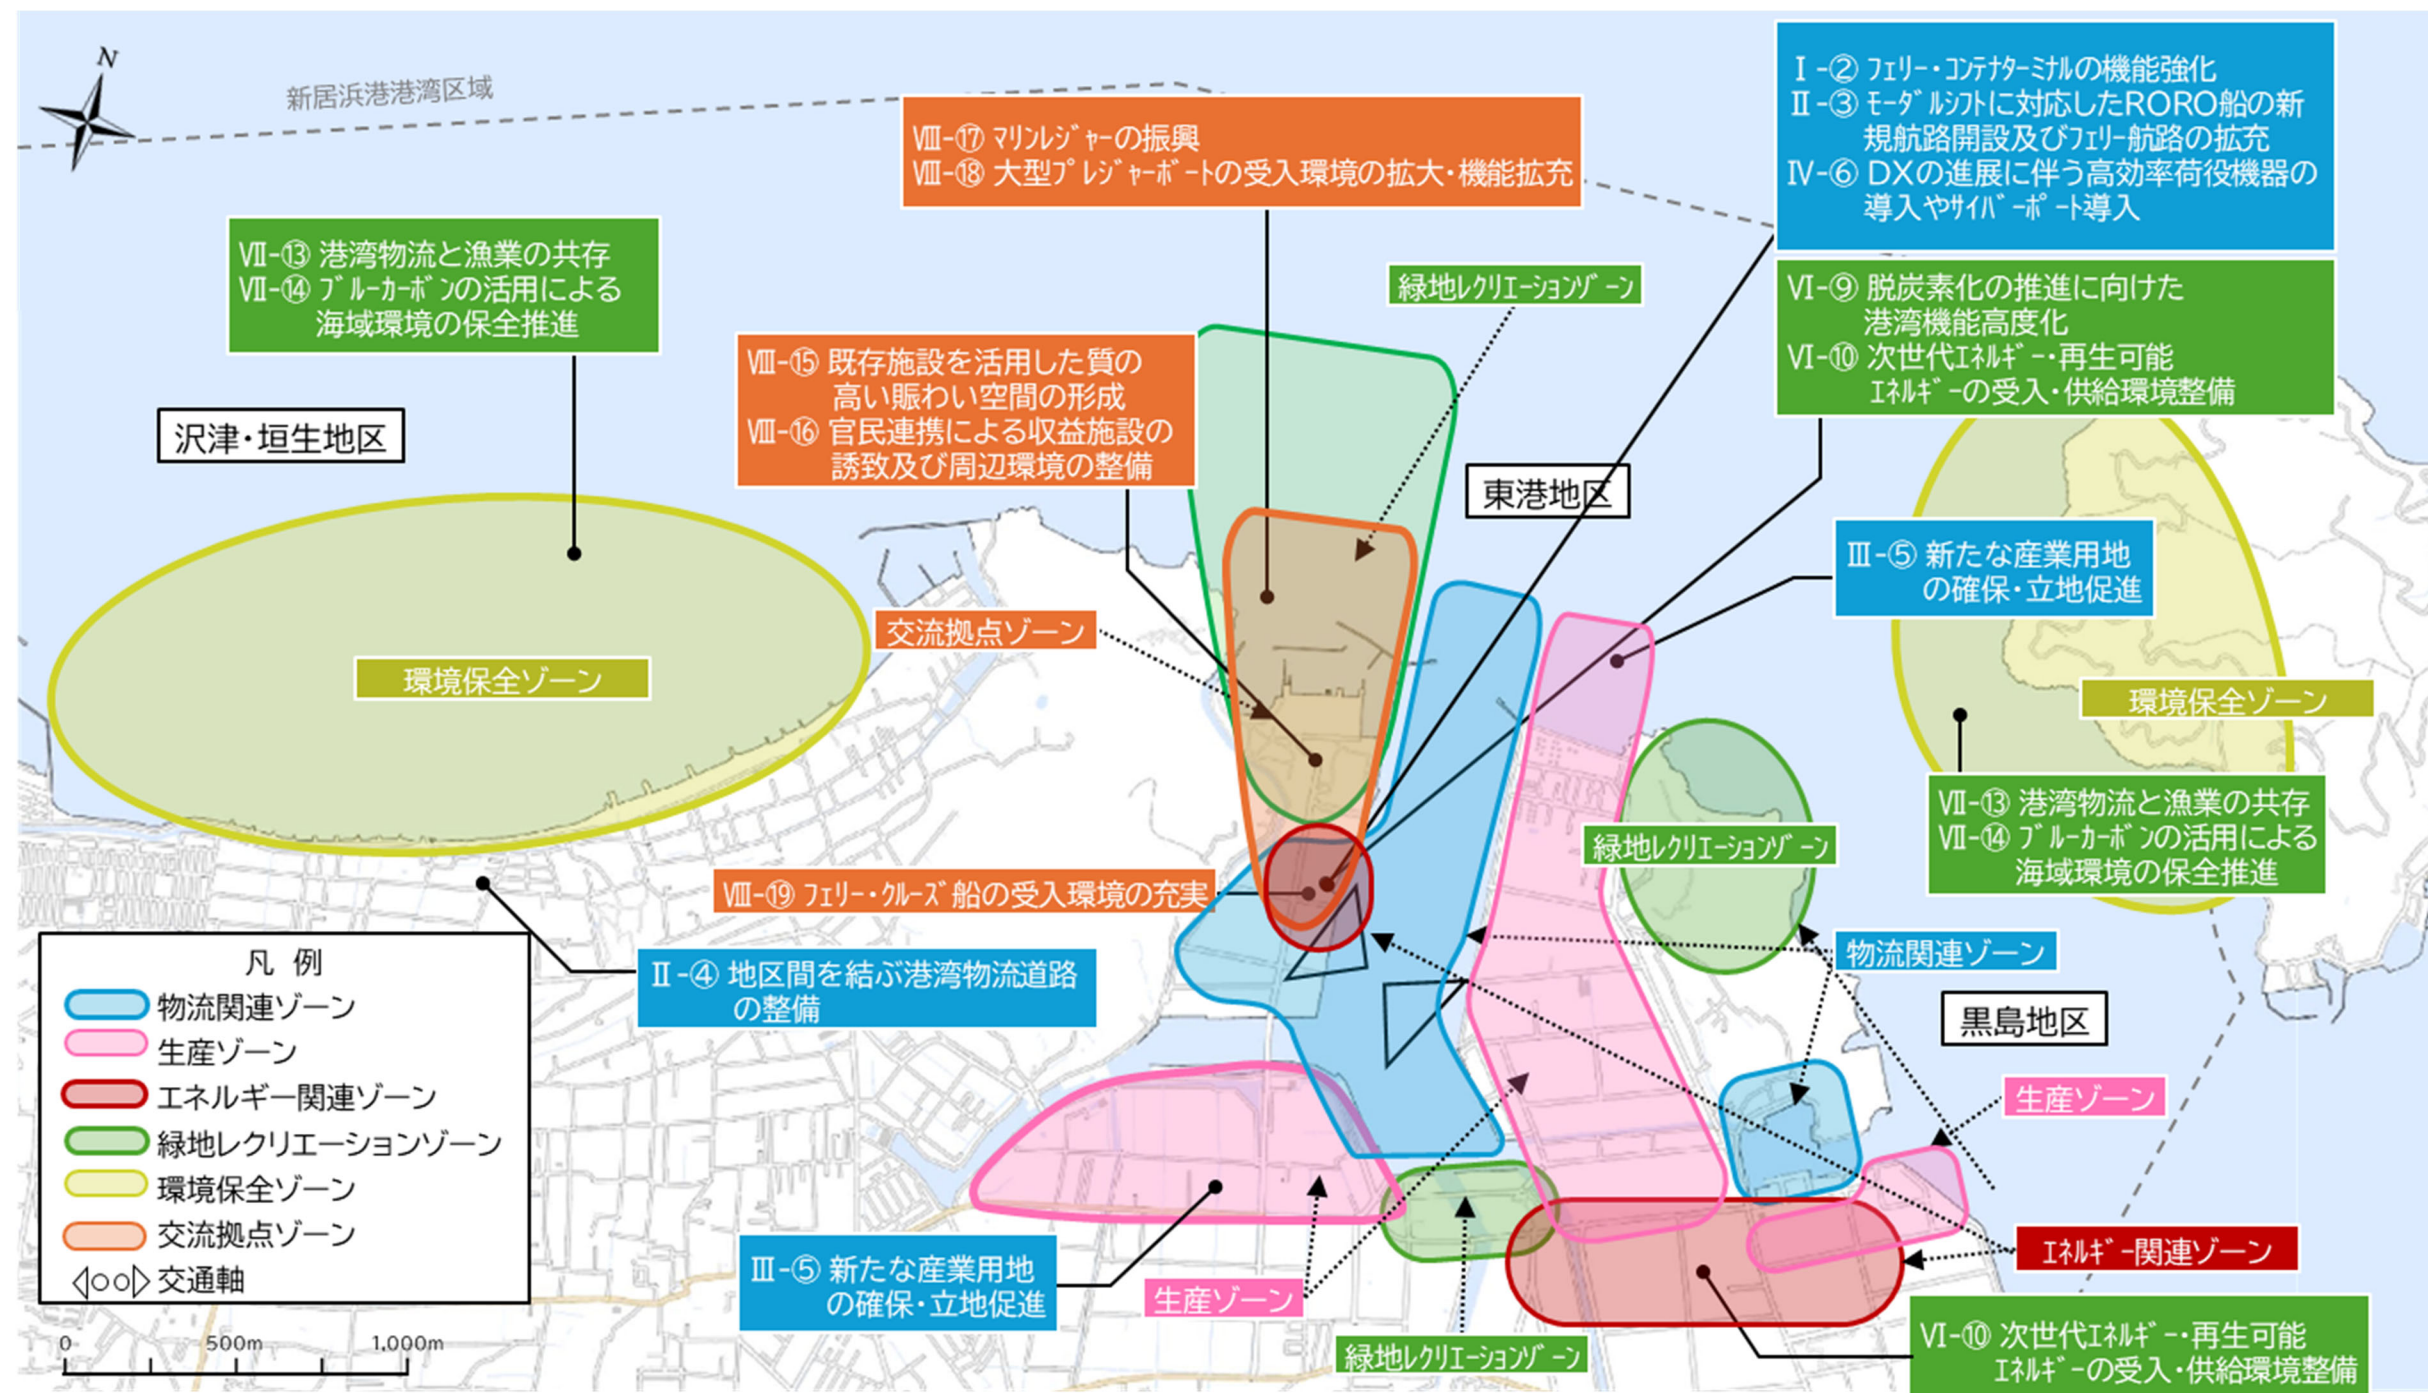 N
新居浜港港湾区域
Ⅰ-② ﾌｪﾘｰ・ｺﾝﾃﾅﾀｰﾐﾅﾙの機能強化
Ⅱ-③ ﾓｰﾀﾞﾙｼﾌﾄに対応したRORO船の新
規航路開設及びﾌｪﾘｰ航路の拡充
Ⅳ-⑥ DXの進展に伴う高効率荷役機器の
導入やｻｲﾊﾞｰﾎﾟｰﾄ導入
Ⅷ-⑰ ﾏﾘﾝﾚｼﾞｬｰの振興
Ⅷ-⑱ 大型ﾌﾟﾚｼﾞｬｰﾎﾞｰﾄの受入環境の拡大・機能拡充
Ⅶ-⑬ 港湾物流と漁業の共存
Ⅶ-⑭ ﾌﾞﾙｰｶｰﾎﾞﾝの活用による
海域環境の保全推進
緑地ﾚｸﾘｴｰｼｮﾝｿﾞｰﾝ
Ⅵ-⑨ 脱炭素化の推進に向けた
港湾機能高度化
Ⅵ-⑩ 次世代ｴﾈﾙｷﾞｰ・再生可能
ｴﾈﾙｷﾞｰの受入・供給環境整備
Ⅷ-⑮ 既存施設を活用した質の
高い賑わい空間の形成
Ⅷ-⑯ 官民連携による収益施設の
誘致及び周辺環境の整備
沢津・垣生地区
東港地区
Ⅲ-⑤ 新たな産業用地
の確保・立地促進
交流拠点ゾーン
環境保全ゾーン
環境保全ゾーン
Ⅶ-⑬ 港湾物流と漁業の共存
Ⅶ-⑭ ﾌﾞﾙｰｶｰﾎﾞﾝの活用による
海域環境の保全推進
緑地ﾚｸﾘｴｰｼｮﾝｿﾞｰﾝ
Ⅷ-⑲ ﾌｪﾘｰ・ｸﾙｰｽﾞ船の受入環境の充実
物流関連ゾーン
Ⅱ-④ 地区間を結ぶ港湾物流道路
の整備
黒島地区
生産ゾーン
凡 例
物流関連ゾーン
生産ゾーン
エネルギー関連ゾーン
緑地レクリエーションゾーン
環境保全ゾーン
交流拠点ゾーン
交通軸
0 500m 1,000m
Ⅲ-⑤ 新たな産業用地
の確保・立地促進
生産ゾーン
緑地ﾚｸﾘｴｰｼｮﾝｿﾞｰﾝ
ｴﾈﾙｷﾞｰ関連ゾーン
Ⅵ-⑩ 次世代ｴﾈﾙｷﾞｰ・再生可能
ｴﾈﾙｷﾞｰの受入・供給環境整備